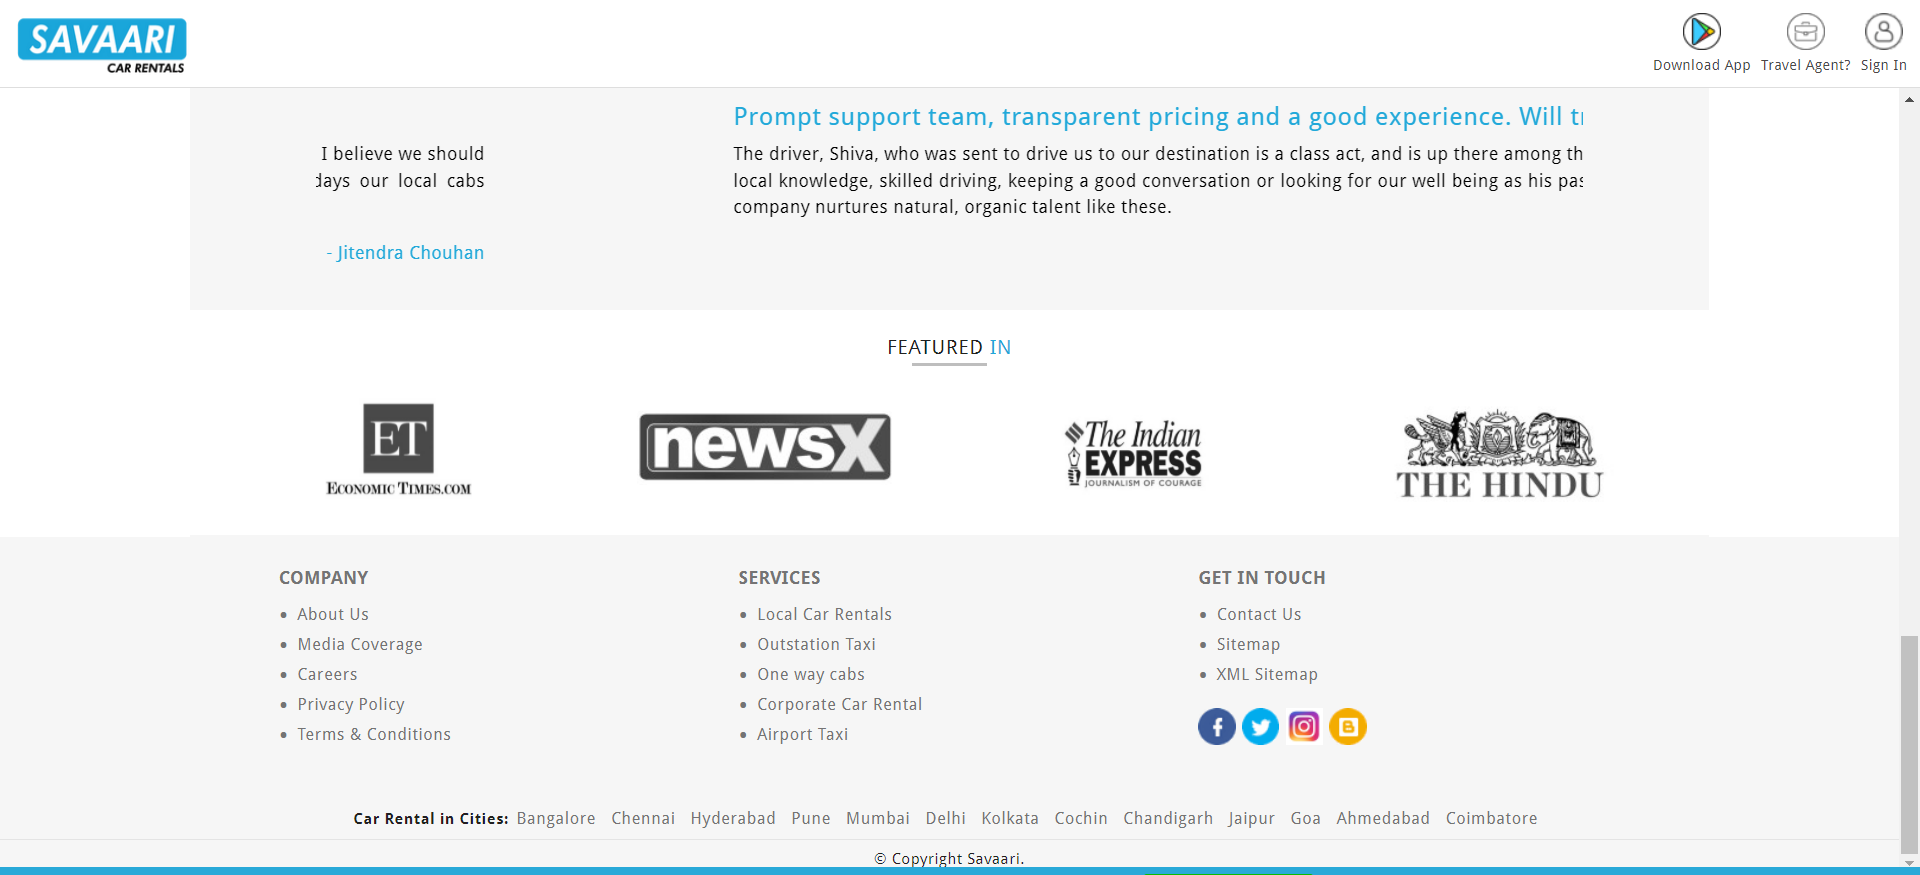 SAVAARI
CAR RENTALS
Download App
Travel Agent?
Sign In
I believe we should
days our local cabs
- Jitendra Chouhan
Prompt support team, transparent pricing and a good experience. Will
The driver, Shiva, who was sent to drive us to our destination is a class act, and is up there among th
local knowledge, skilled driving, keeping a good conversation or looking for our well being as his pas
company nurtures natural, organic talent like these.
FEATURED IN
ET
ECONOMIC TIMES.COM
newsX
The Indian
EXPRESS
JOURNALISM OF COURAGE
THE HINDU
COMPANY
About Us
Media Coverage
Careers
Privacy Policy
Terms & Conditions
SERVICES
Local Car Rentals
Outstation Taxi
One way cabs
Corporate Car Rental
Airport Taxi
GET IN TOUCH
Contact Us
Sitemap
XML Sitemap
Car Rental in Cities: Bangalore Chennai Hyderabad Pune Mumbai Delhi Kolkata Cochin Chandigarh Jaipur Goa Ahmedabad Coimbatore
© Copyright Savaari.